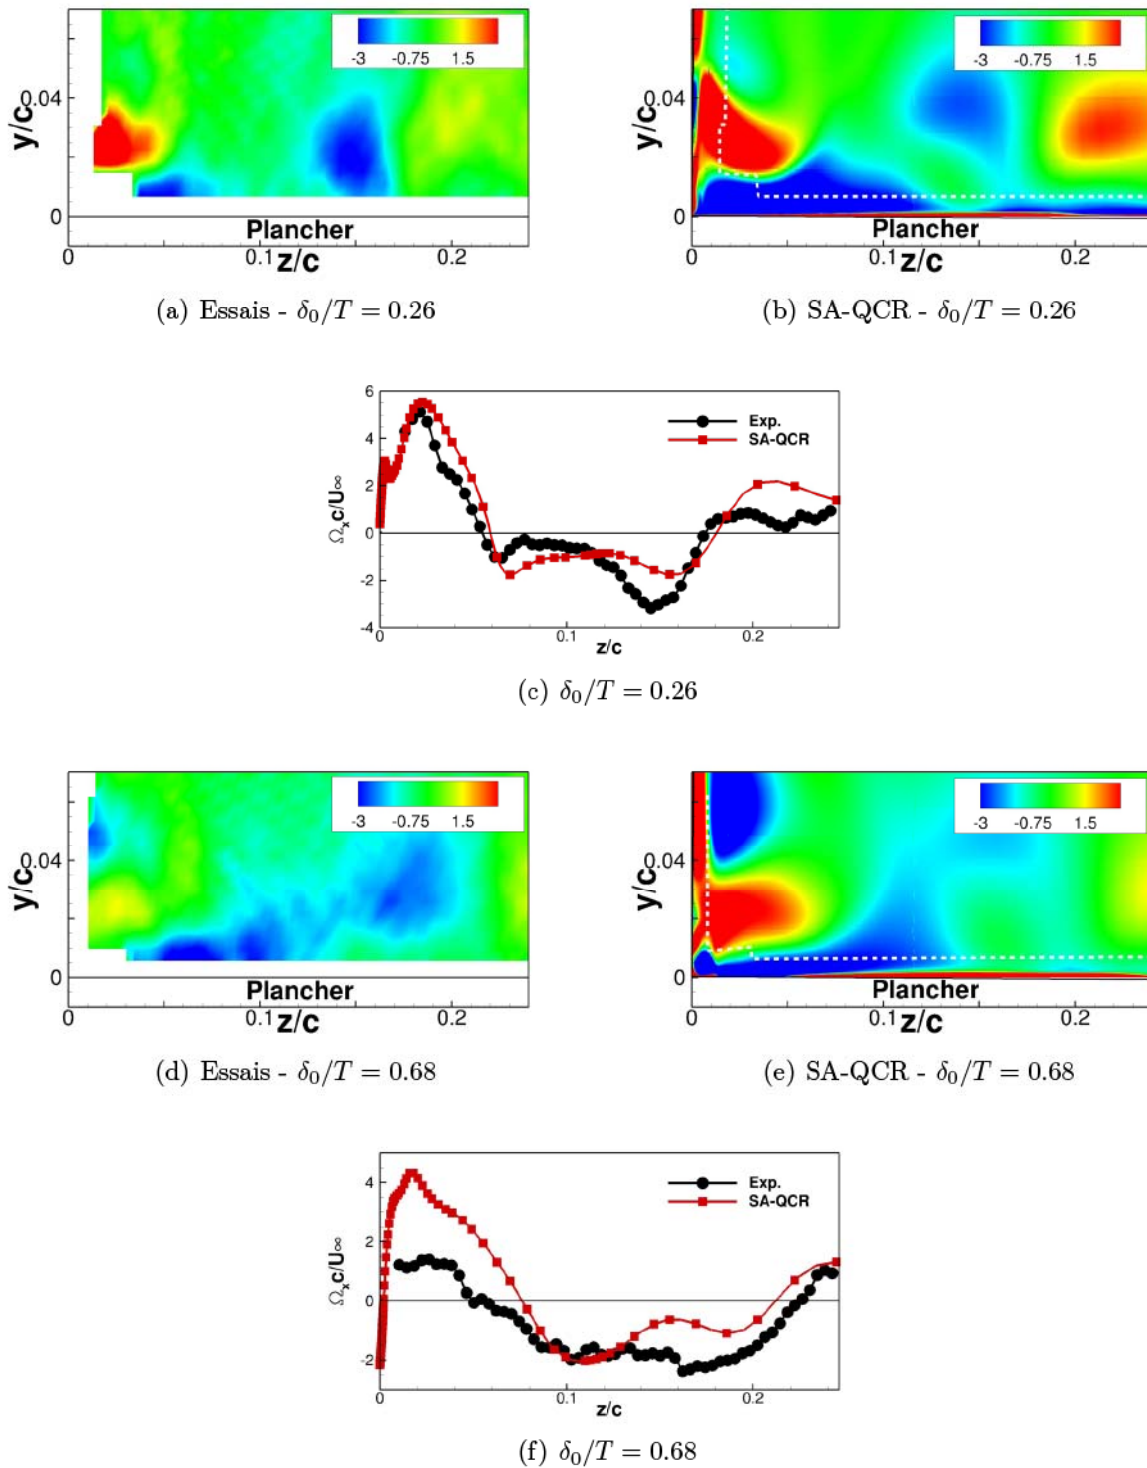 y/c
0.04
0
-3 -0.75 1.5
Plancher
0 0.1 0.2
z/c
(a) Essais - δ₀/T = 0.26
y/c
0.04
0
-3 -0.75 1.5
Plancher
0 0.1 0.2
z/c
(b) SA-QCR - δ₀/T = 0.26
Ωₓc/U∞
6
4
2
0
-2
-4
Exp.
SA-QCR
0 0.1 0.2
z/c
(c) δ₀/T = 0.26
y/c
0.04
0
-3 -0.75 1.5
Plancher
0 0.1 0.2
z/c
(d) Essais - δ₀/T = 0.68
y/c
0.04
0
-3 -0.75 1.5
Plancher
0 0.1 0.2
z/c
(e) SA-QCR - δ₀/T = 0.68
Ωₓc/U∞
4
2
0
-2
Exp.
SA-QCR
0 0.1 0.2
z/c
(f) δ₀/T = 0.68